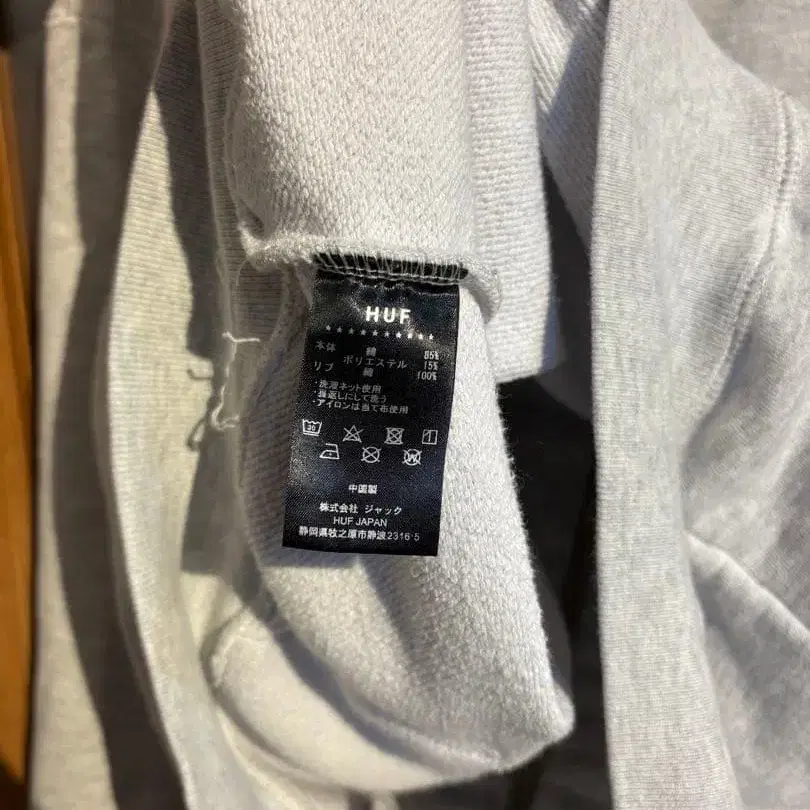 HUF
★★★★★★★★★★
本体 綿 85%
ポリエステル 15%
リブ 綿 100%
・洗濯ネット使用
・裏返しにして洗う
・アイロンは当て布使用
30
W
中国製
株式会社 ジャック
HUF JAPAN
静岡県牧之原市静波2316-5